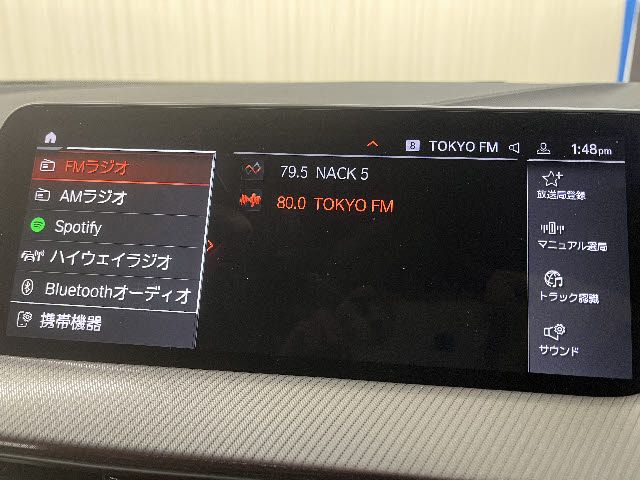 8 TOKYO FM 1:48pm
FMラジオ
AMラジオ
Spotify
ハイウェイラジオ
Bluetoothオーディオ
携帯機器
79.5 NACK 5
80.0 TOKYO FM
放送局登録
マニュアル選局
トラック認識
サウンド